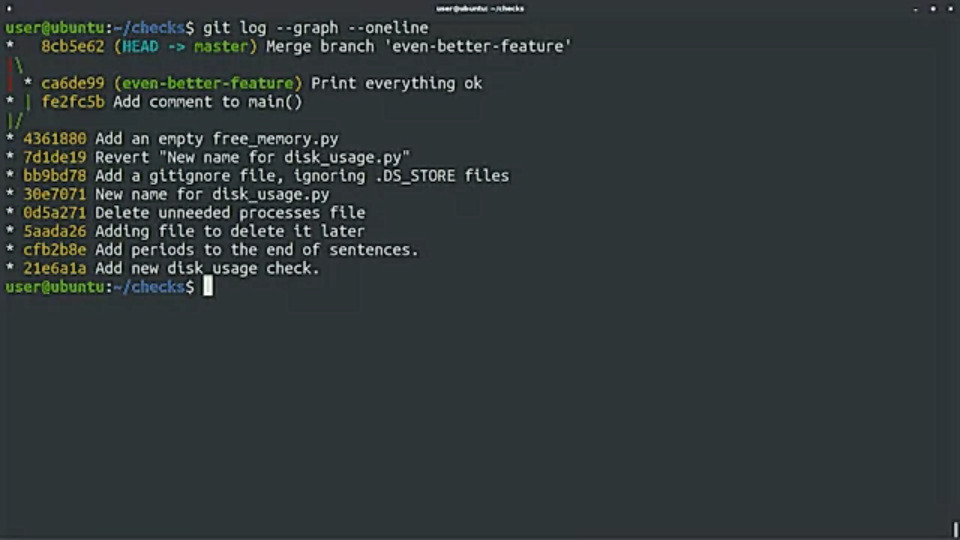 user@ubuntu: ~/checks
user@ubuntu:~/checks$ git log --graph --oneline
*   8cb5e62 (HEAD -> master) Merge branch 'even-better-feature'
|\
| * ca6de99 (even-better-feature) Print everything ok
* | fe2fc5b Add comment to main()
|/
* 4361880 Add an empty free_memory.py
* 7d1de19 Revert "New name for disk_usage.py"
* bb9bd78 Add a gitignore file, ignoring .DS_STORE files
* 30e7071 New name for disk_usage.py
* 0d5a271 Delete unneeded processes file
* 5aada26 Adding file to delete it later
* cfb2b8e Add periods to the end of sentences.
* 21e6a1a Add new disk_usage check.
user@ubuntu:~/checks$